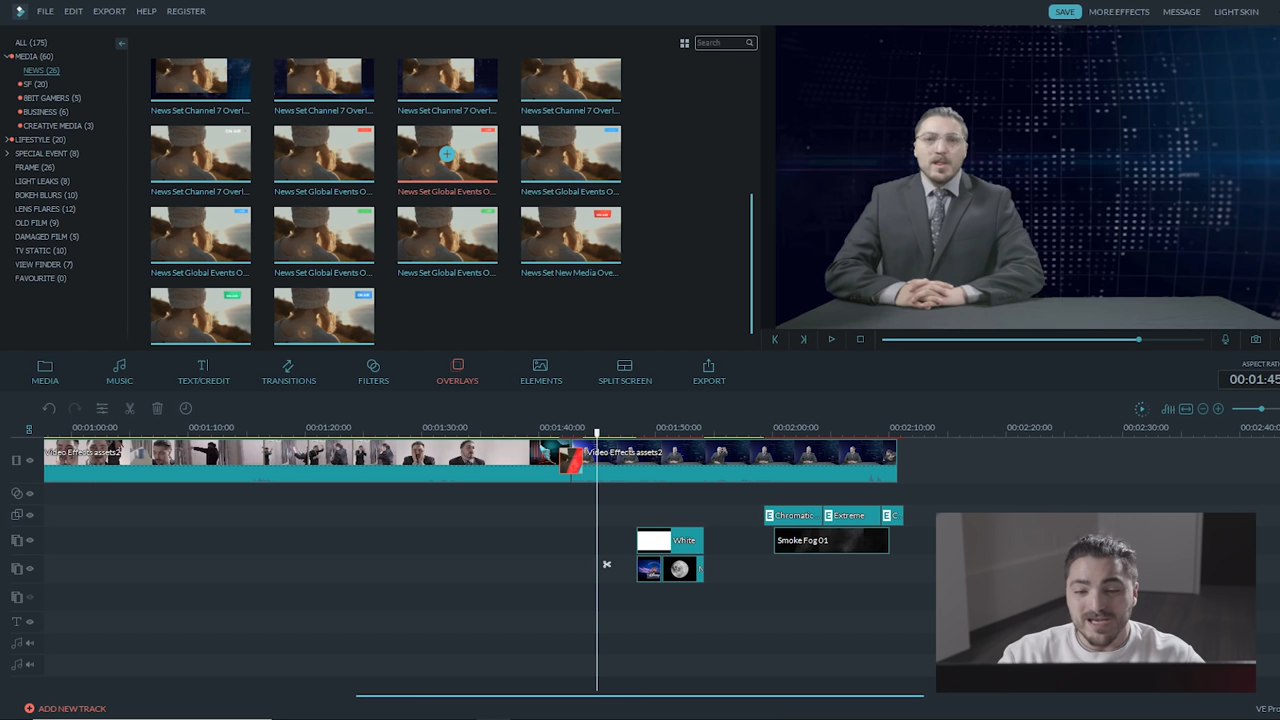 FILE EDIT EXPORT HELP REGISTER
SAVE MORE EFFECTS MESSAGE LIGHT SKIN
ALL (175)
MEDIA (60)
NEWS (26)
SF (20)
8BIT GAMERS (5)
BUSINESS (6)
CREATIVE MEDIA (3)
LIFESTYLE (20)
SPECIAL EVENT (8)
FRAME (26)
LIGHT LEAKS (8)
BOKEH BLURS (10)
LENS FLARES (12)
OLD FILM (9)
DAMAGED FILM (5)
TV STATIC (10)
VIEW FINDER (7)
FAVOURITE (0)
Search
News Set Channel 7 Overl... News Set Channel 7 Overl... News Set Channel 7 Overl... News Set Channel 7 Overl...
News Set Channel 7 Overl... News Set Global Events O... News Set Global Events O... News Set Global Events O...
News Set Global Events O... News Set Global Events O... News Set Global Events O... News Set New Media Ove...
MEDIA MUSIC TEXT/CREDIT TRANSITIONS FILTERS OVERLAYS ELEMENTS SPLIT SCREEN EXPORT
ASPECT RATI
00:01:45
00:01:00:00 00:01:10:00 00:01:20:00 00:01:30:00 00:01:40:00 00:01:50:00 00:02:00:00 00:02:10:00 00:02:20:00 00:02:30:00 00:02:40:0
Video Effects assets2 Video Effects assets2
E Chromatic E Extreme E C
White Smoke Fog 01
ADD NEW TRACK
VE Pro